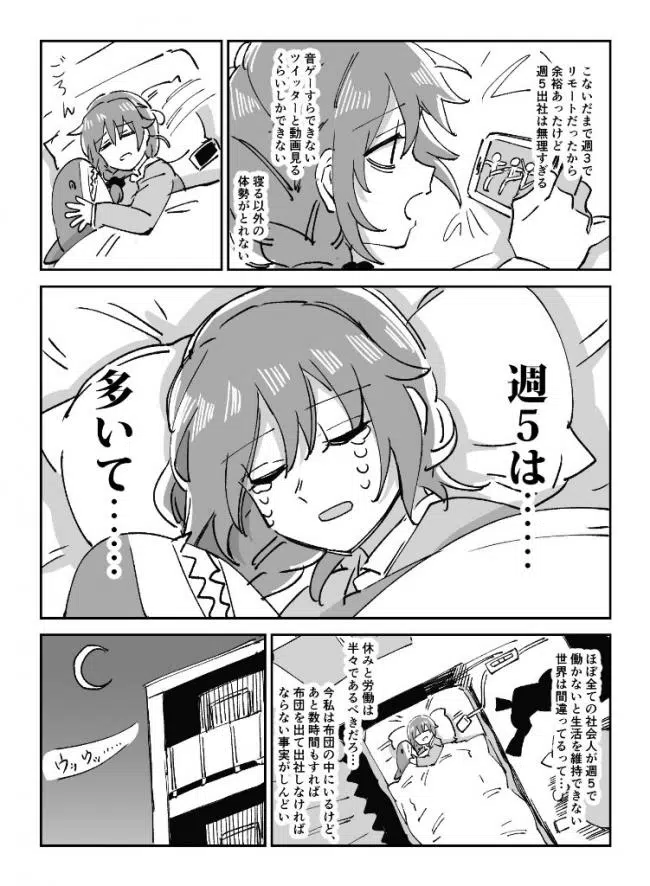 こないだまで週3で
リモートだったから
余裕あったけど
週5出社は無理すぎる
音ゲーすらできない
ツイッターと動画見る
くらいしかできない
寝る以外の
体勢がとれない
ごろん
週5は……
多いて……
ほぼ全ての社会人が週5で
働かないと生活を維持できない
世界は間違ってるって…
休みと労働は
半々であるべきだろ…
今私は布団の中にいるけど、
あと数時間もすれば
布団を出て出社しなければ
ならない事実がしんどい
ウッウッ……